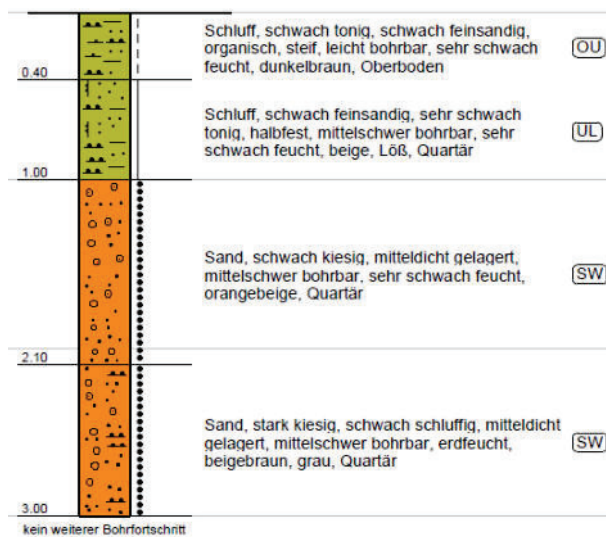 Schluff, schwach tonig, schwach feinsandig,
organisch, steif, leicht bohrbar, sehr schwach
feucht, dunkelbraun, Oberboden
OU
0.40
Schluff, schwach feinsandig, sehr schwach
tonig, halbfest, mittelschwer bohrbar, sehr
schwach feucht, beige, Löß, Quartär
UL
1.00
Sand, schwach kiesig, mitteldicht gelagert,
mittelschwer bohrbar, sehr schwach feucht,
orangebeige, Quartär
SW
2.10
Sand, stark kiesig, schwach schluffig, mitteldicht
gelagert, mittelschwer bohrbar, erdfeucht,
beigebraun, grau, Quartär
SW
3.00
kein weiterer Bohrfortschritt